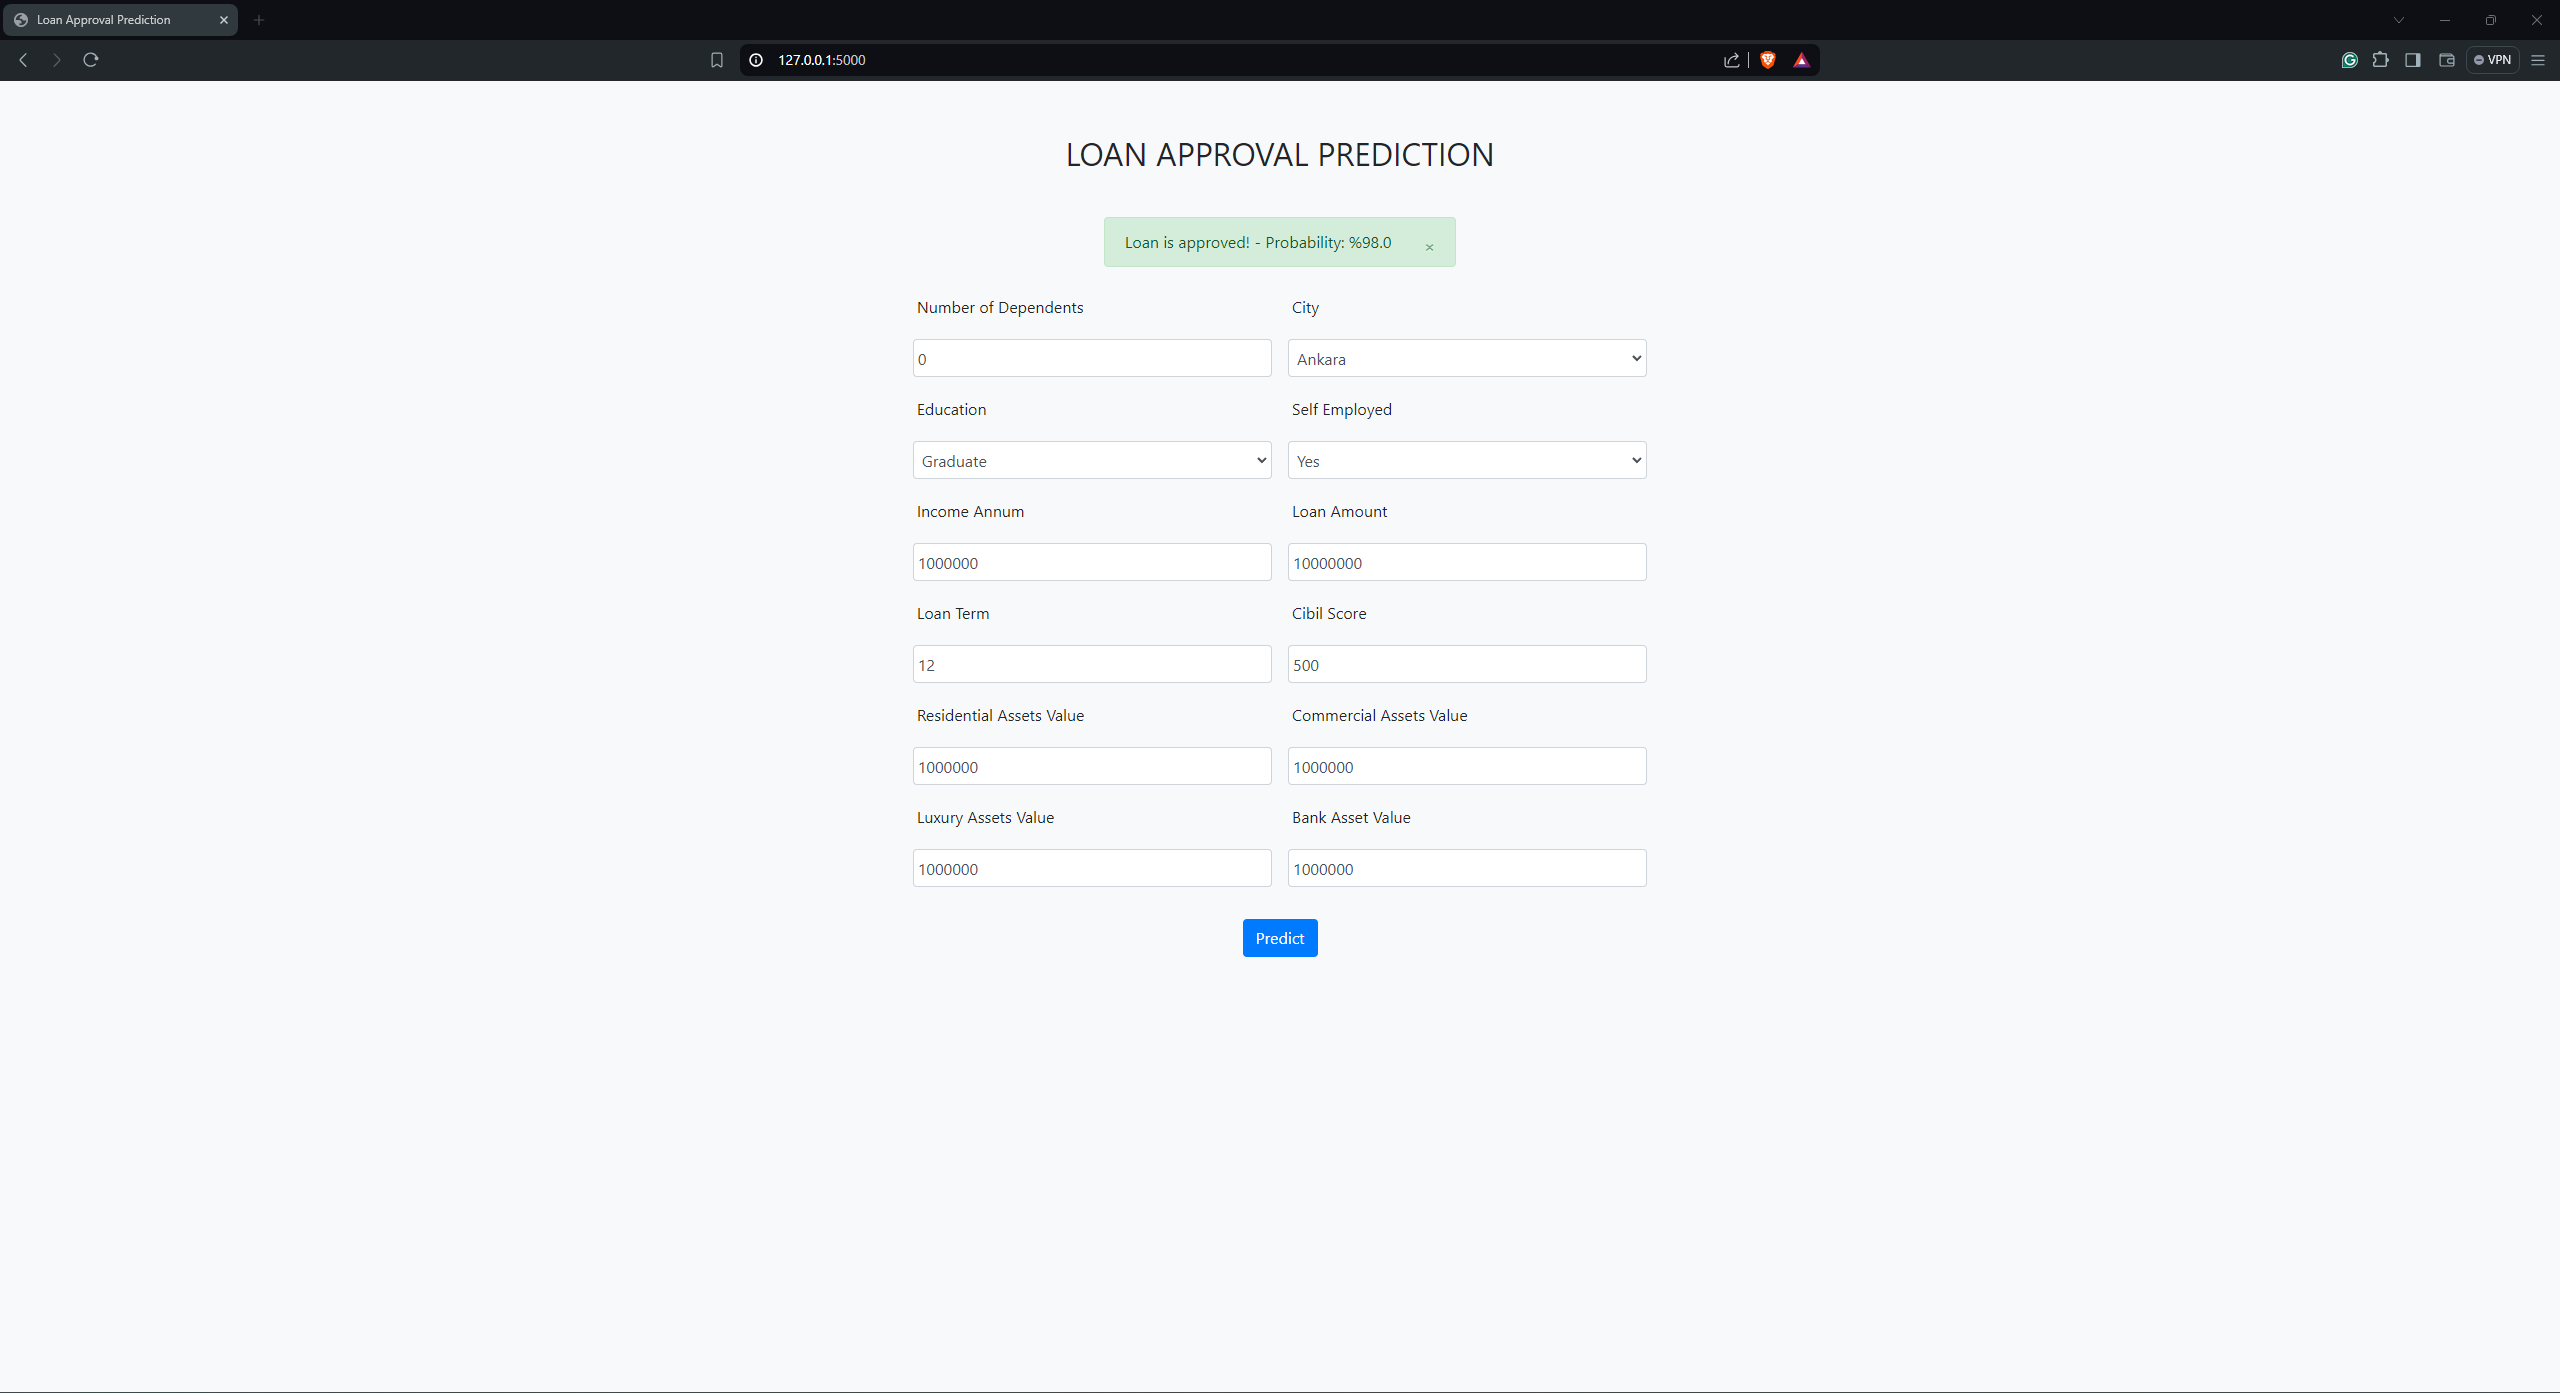 Loan Approval Prediction
127.0.0.1:5000
VPN
LOAN APPROVAL PREDICTION
Loan is approved! - Probability: %98.0 ×
Number of Dependents City
0 Ankara
Education Self Employed
Graduate Yes
Income Annum Loan Amount
1000000 10000000
Loan Term Cibil Score
12 500
Residential Assets Value Commercial Assets Value
1000000 1000000
Luxury Assets Value Bank Asset Value
1000000 1000000
Predict